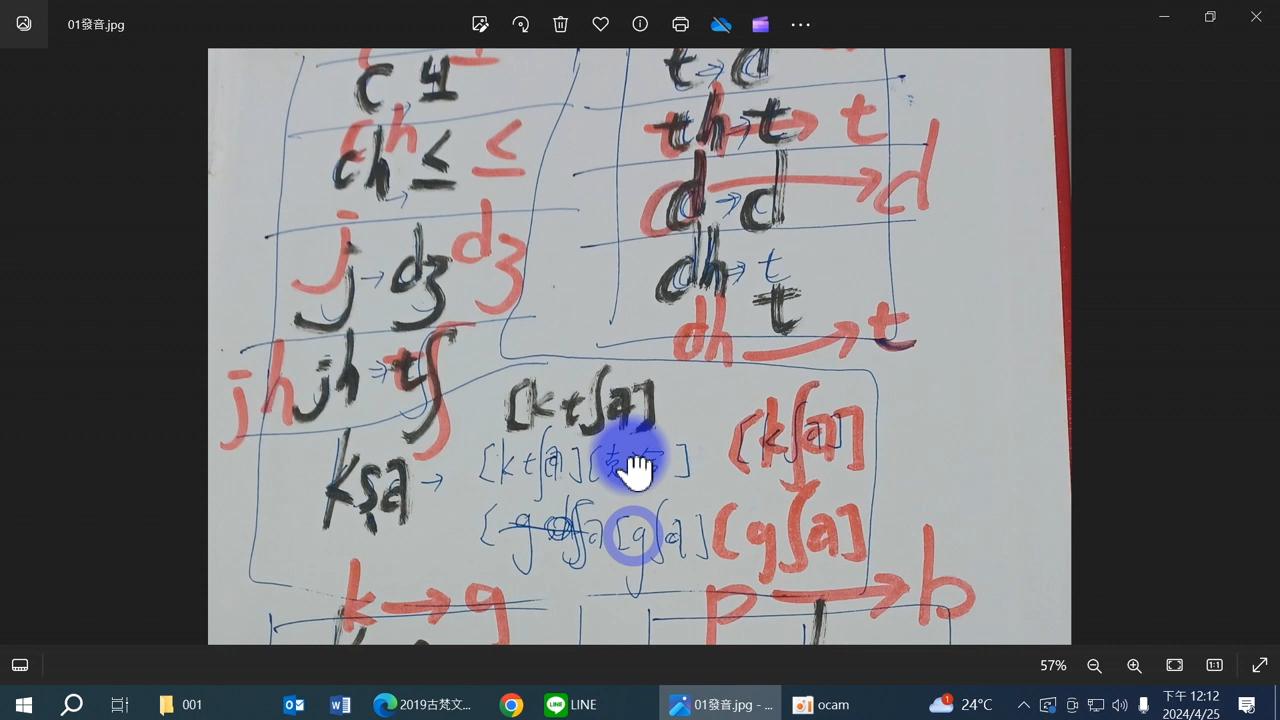 01發音.jpg
c ㄐ
ch
ch ≤ ≤
j dʒ
j → dʒ
jh
jh → tʃ
t → d
th → t → t
d → d → d
dh → t
t
dh → t
[ktʃa]
[kʃa]
kṣa → [ktʃa]
[gʃa] [gʃa]
k → g
p → b
57%
001
2019古梵文...
LINE
01發音.jpg - ...
ocam
1
24°C
下午 12:12
2024/4/25